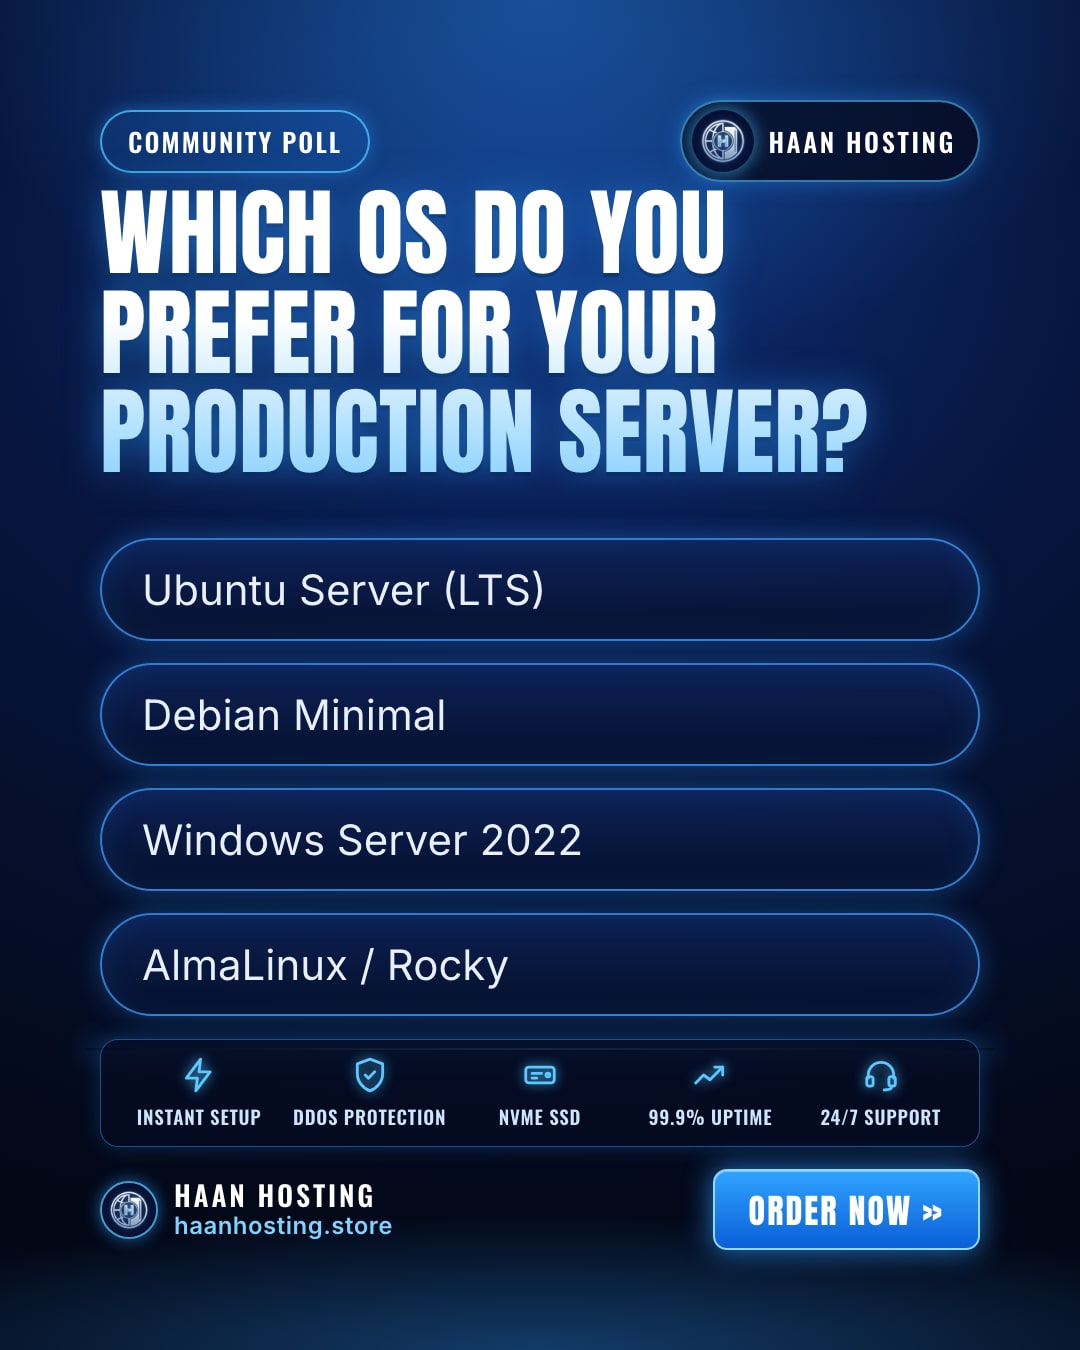 COMMUNITY POLL
HAAN HOSTING
WHICH OS DO YOU
PREFER FOR YOUR
PRODUCTION SERVER?
Ubuntu Server (LTS)
Debian Minimal
Windows Server 2022
AlmaLinux / Rocky
INSTANT SETUP
DDOS PROTECTION
NVME SSD
99.9% UPTIME
24/7 SUPPORT
HAAN HOSTING
haanhosting.store
ORDER NOW »